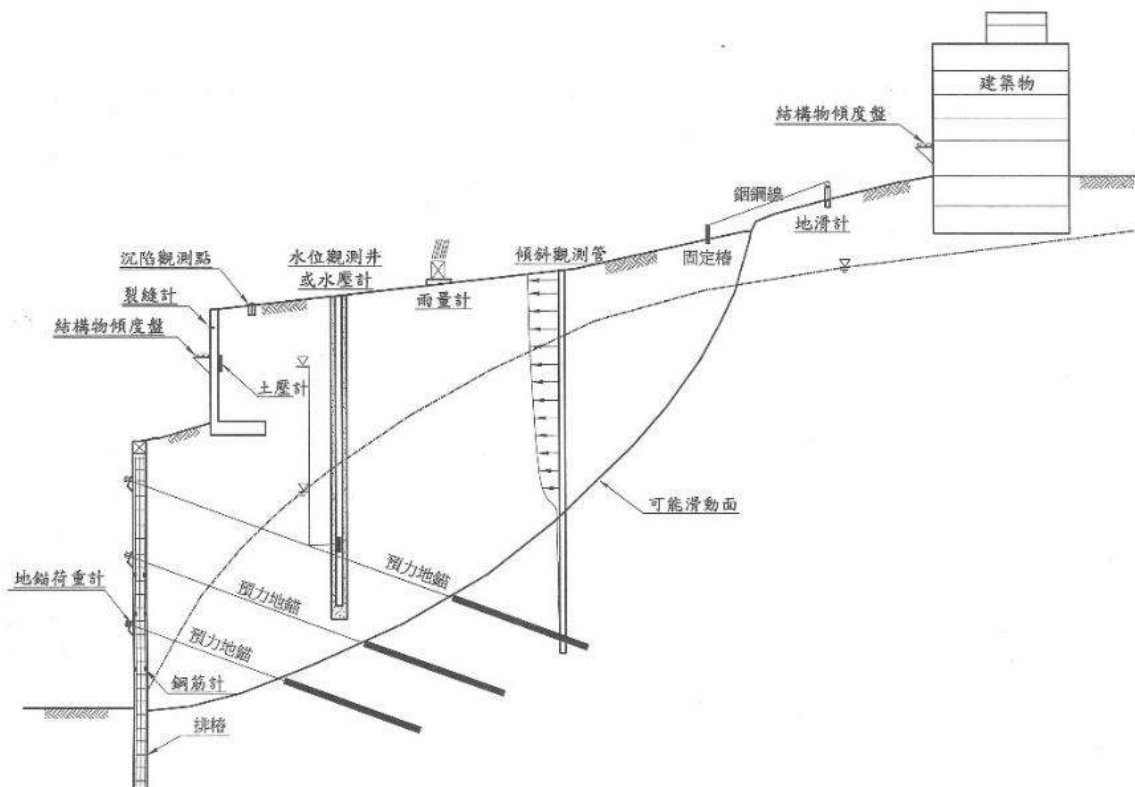 建築物
結構物傾度盤
銦鋼線
地滑計
固定樁
傾斜觀測管
雨量計
水位觀測井
或水壓計
沉陷觀測點
裂縫計
結構物傾度盤
土壓計
可能滑動面
預力地錨
預力地錨
預力地錨
地錨荷重計
鋼筋計
排樁